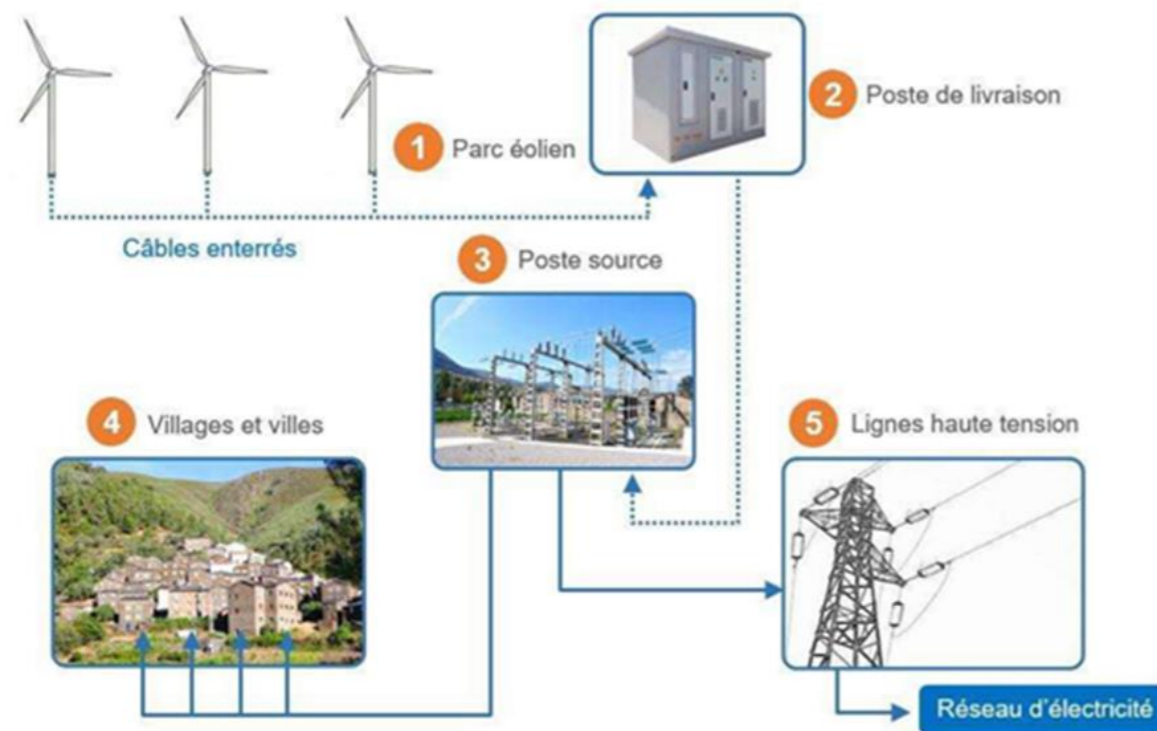 1 Parc éolien
2 Poste de livraison
Câbles enterrés
3 Poste source
4 Villages et villes
5 Lignes haute tension
Réseau d'électricité